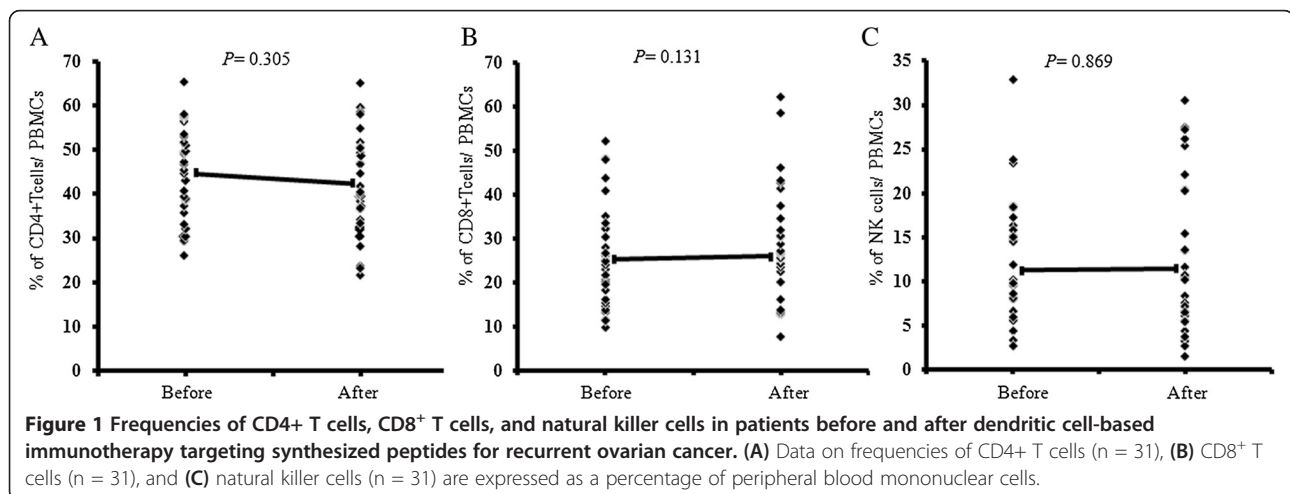 A
B
C
P= 0.305
P= 0.131
P= 0.869
% of CD4+Tcells/ PBMCs
70
60
50
40
30
20
10
0
Before
After
% of CD8+Tcells/ PBMCs
70
60
50
40
30
20
10
0
Before
After
% of NK cells/ PBMCs
35
30
25
20
15
10
5
0
Before
After
Figure 1 Frequencies of CD4+ T cells, CD8⁺ T cells, and natural killer cells in patients before and after dendritic cell-based
immunotherapy targeting synthesized peptides for recurrent ovarian cancer. (A) Data on frequencies of CD4+ T cells (n = 31), (B) CD8⁺ T
cells (n = 31), and (C) natural killer cells (n = 31) are expressed as a percentage of peripheral blood mononuclear cells.